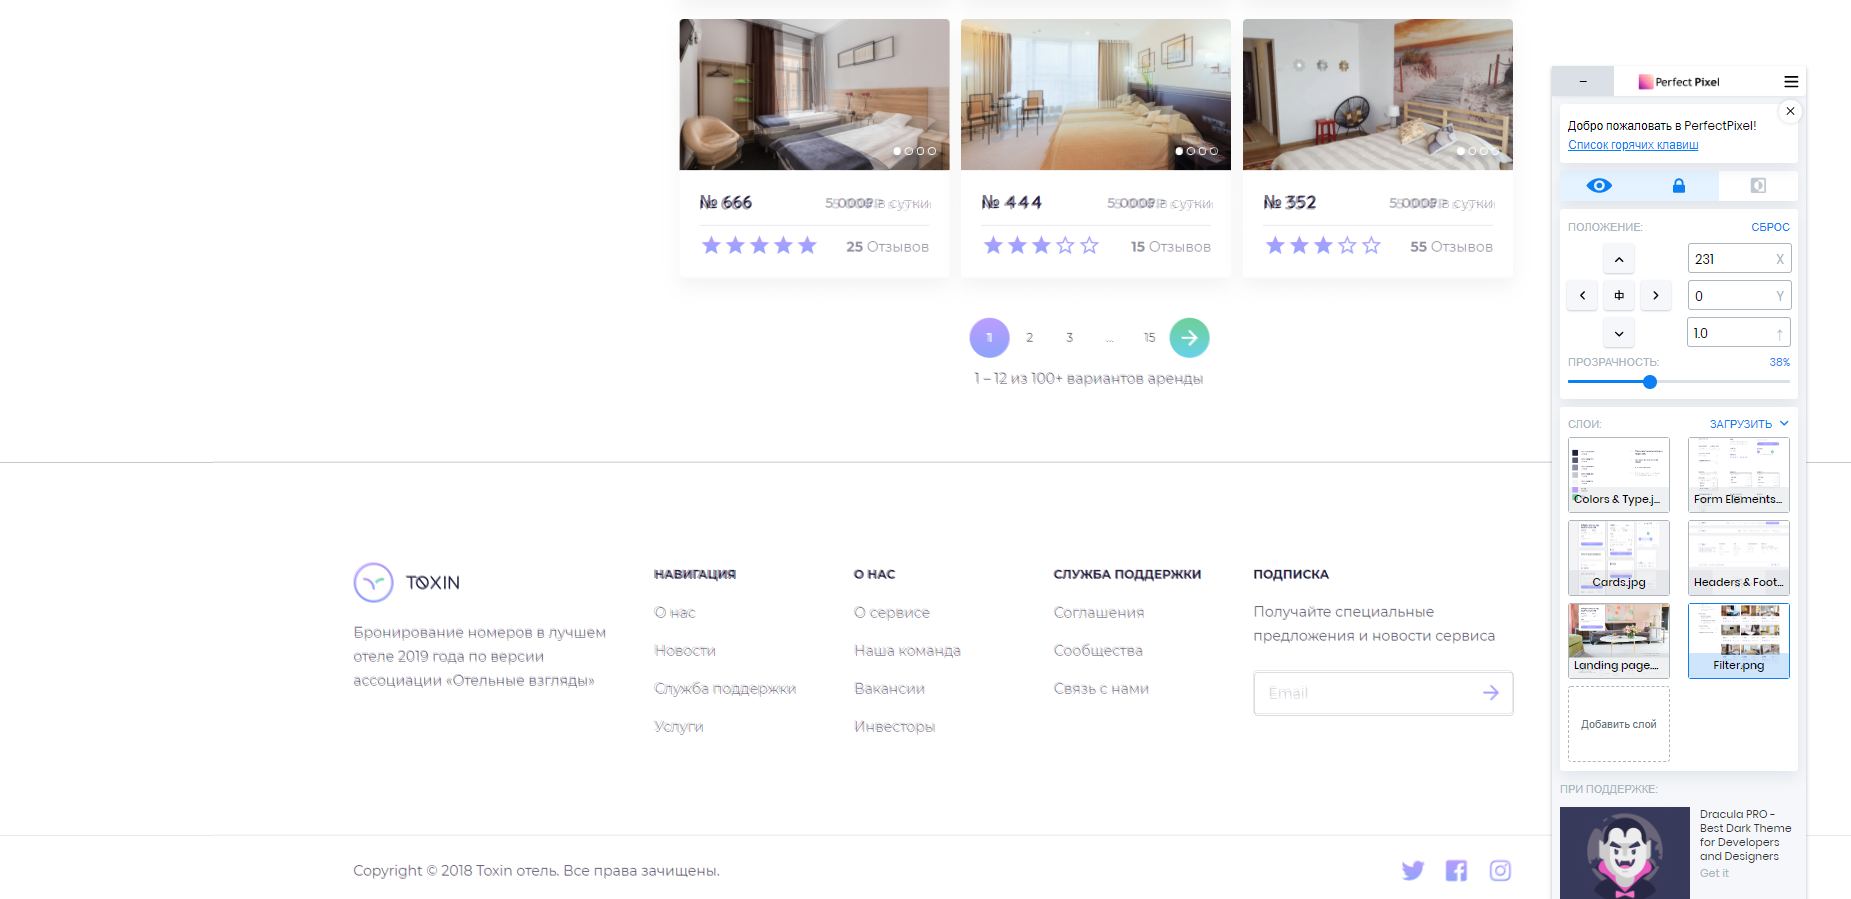 № 666
5 000₽ в сутки
25 Отзывов
№ 444
5 000₽ в сутки
15 Отзывов
№ 352
5 000₽ в сутки
55 Отзывов
1 2 3 ... 15
1 – 12 из 100+ вариантов аренды
TOXIN
Бронирование номеров в лучшем
отеле 2019 года по версии
ассоциации «Отельные взгляды»
НАВИГАЦИЯ
О нас
Новости
Служба поддержки
Услуги
О НАС
О сервисе
Наша команда
Вакансии
Инвесторы
СЛУЖБА ПОДДЕРЖКИ
Соглашения
Сообщества
Связь с нами
ПОДПИСКА
Получайте специальные
предложения и новости сервиса
Email
Copyright © 2018 Toxin отель. Все права зачищены.
Perfect Pixel
Добро пожаловать в PerfectPixel!
Список горячих клавиш
ПОЛОЖЕНИЕ:
СБРОС
231 X
0 Y
1.0
ПРОЗРАЧНОСТЬ:
38%
СЛОИ:
ЗАГРУЗИТЬ
Colors & Type.j...
Form Elements...
Cards.jpg
Headers & Foot...
Landing page....
Filter.png
Добавить слой
ПРИ ПОДДЕРЖКЕ:
Dracula PRO -
Best Dark Theme
for Developers
and Designers
Get it